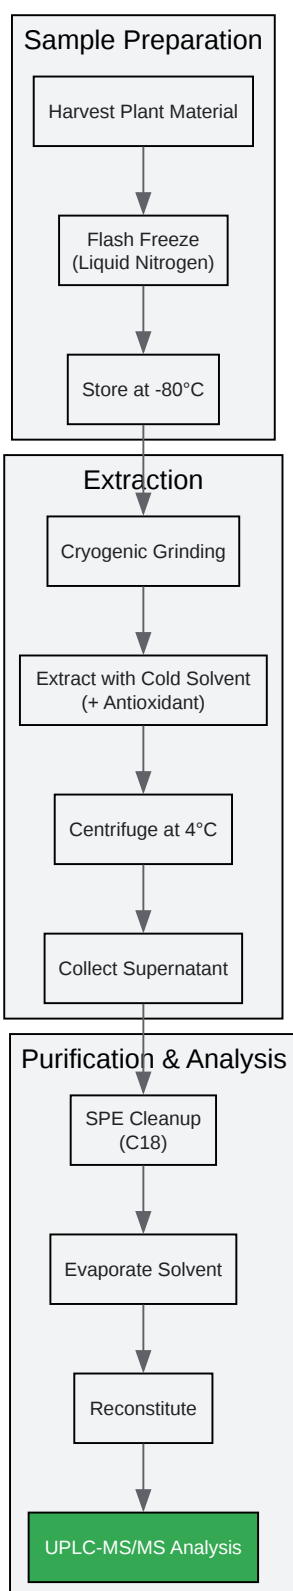 Sample Preparation
Harvest Plant Material
Flash Freeze
(Liquid Nitrogen)
Store at -80°C
Extraction
Cryogenic Grinding
Extract with Cold Solvent
(+ Antioxidant)
Centrifuge at 4°C
Collect Supernatant
Purification & Analysis
SPE Cleanup
(C18)
Evaporate Solvent
Reconstitute
UPLC-MS/MS Analysis